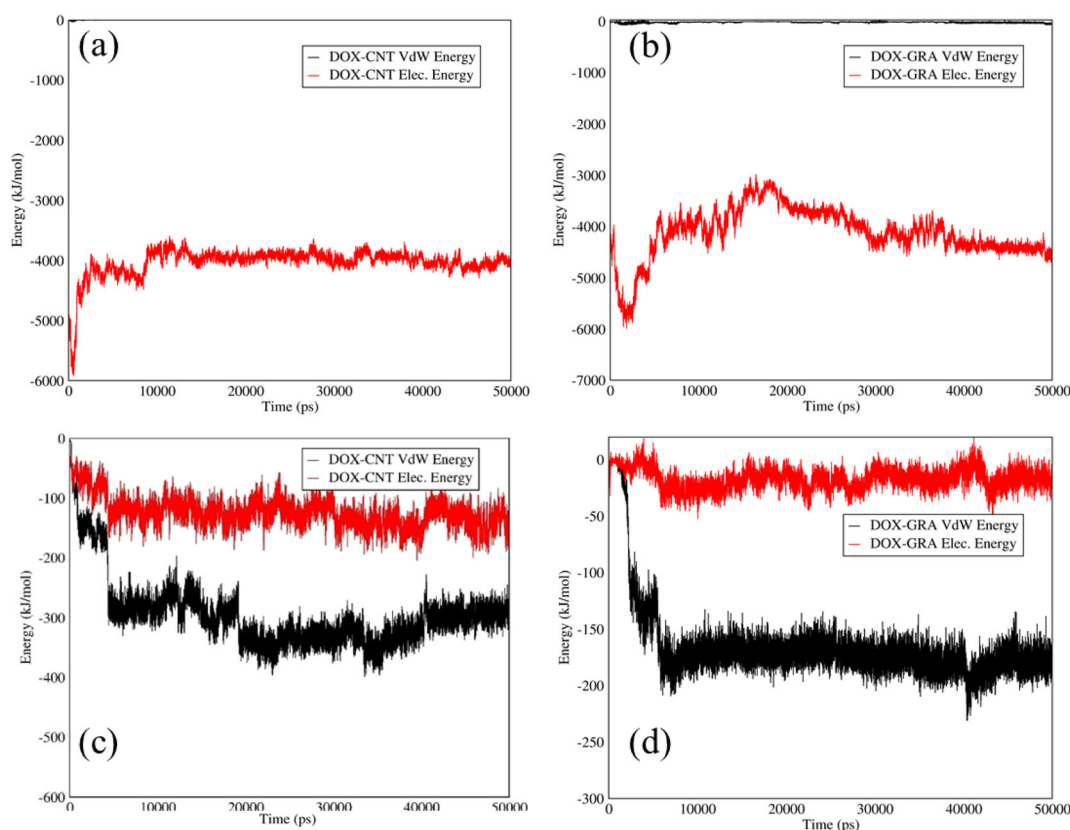 (a)
DOX-CNT VdW Energy
DOX-CNT Elec. Energy
0
-1000
-2000
-3000
-4000
-5000
-6000
Energy (kJ/mol)
0 10000 20000 30000 40000 50000
Time (ps)
(b)
DOX-GRA VdW Energy
DOX-GRA Elec. Energy
0
-1000
-2000
-3000
-4000
-5000
-6000
-7000
Energy (kJ/mol)
0 10000 20000 30000 40000 50000
Time (ps)
DOX-CNT VdW Energy
DOX-CNT Elec. Energy
0
-100
-200
-300
-400
-500
-600
Energy (kJ/mol)
(c)
0 10000 20000 30000 40000 50000
Time (ps)
DOX-GRA VdW Energy
DOX-GRA Elec. Energy
0
-50
-100
-150
-200
-250
-300
Energy (kJ/mol)
(d)
0 10000 20000 30000 40000 50000
Time (ps)